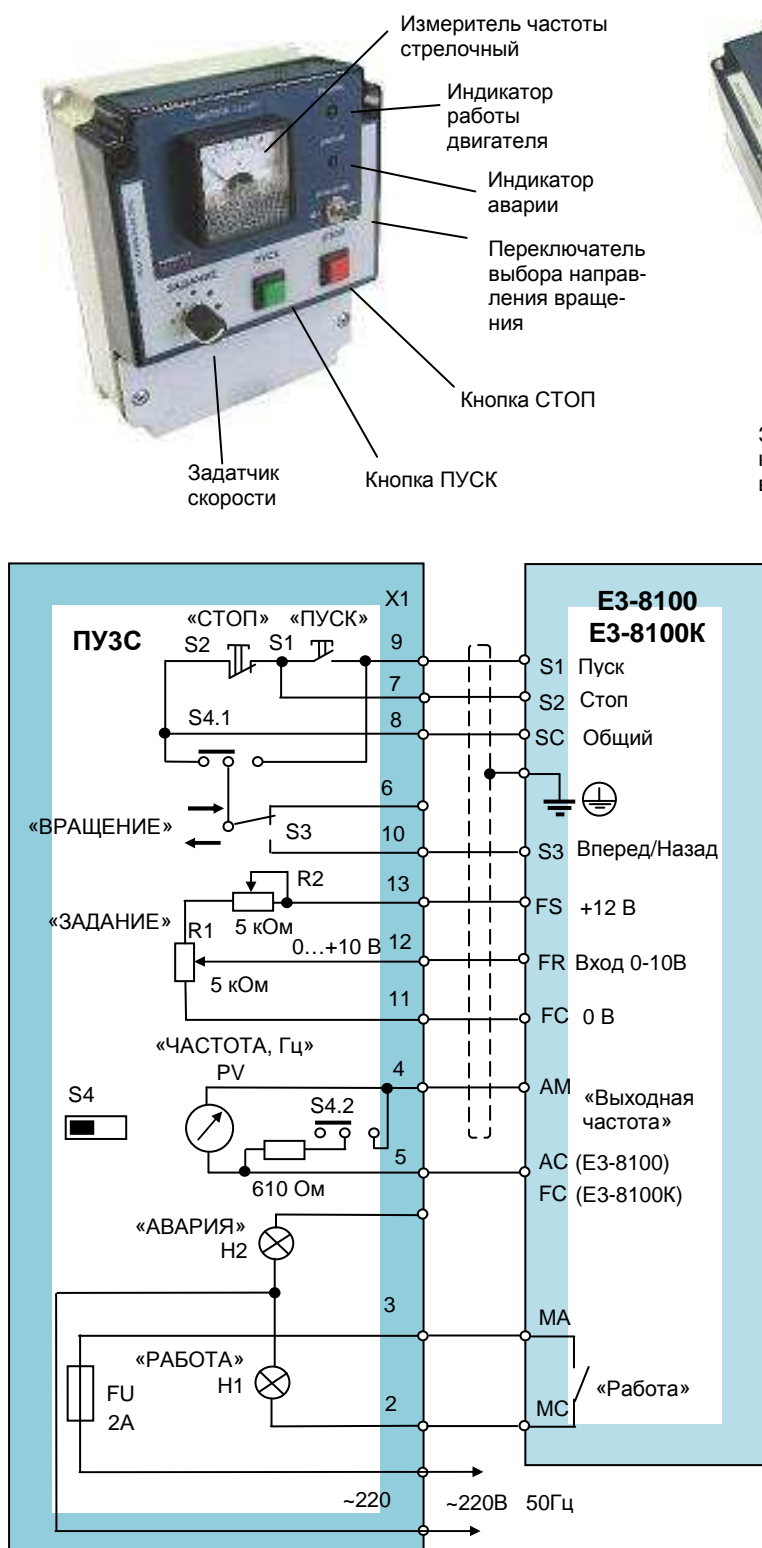 Измеритель частоты
стрелочный
Индикатор
работы
двигателя
Индикатор
аварии
Переключатель
выбора направ-
ления враще-
ния
Кнопка СТОП
Кнопка ПУСК
Задатчик
скорости
ЗАДАНИЕ
ПУСК
СТОП
ПУ3С
X1
«СТОП» «ПУСК»
S2 S1
9
7
8
S4.1
6
«ВРАЩЕНИЕ»
S3
10
13
R2
«ЗАДАНИЕ»
R1
5 кОм
0…+10 В
12
5 кОм
11
«ЧАСТОТА, Гц»
PV
4
S4
S4.2
5
610 Ом
«АВАРИЯ»
H2
3
«РАБОТА»
H1
FU
2А
2
~220
~220В 50Гц
Е3-8100
Е3-8100К
S1 Пуск
S2 Стоп
SC Общий
S3 Вперед/Назад
FS +12 В
FR Вход 0-10В
FC 0 В
AM «Выходная
частота»
AC (Е3-8100)
FC (Е3-8100К)
MA
«Работа»
MC